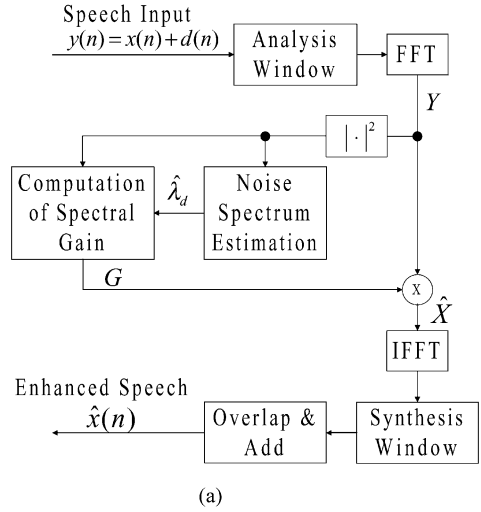 Speech Input
y(n) = x(n) + d(n)
Analysis
Window
FFT
Y
|·|²
Computation
of Spectral
Gain
λ̂_d
Noise
Spectrum
Estimation
G
X
X̂
IFFT
Enhanced Speech
x̂(n)
Overlap &
Add
Synthesis
Window
(a)